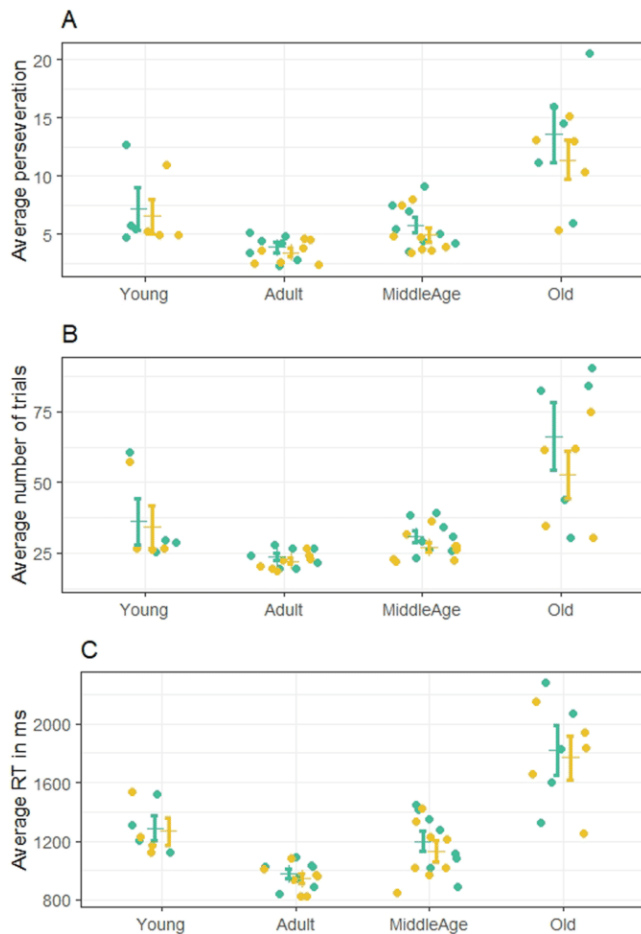 A
Average perseveration
20
15
10
5
Young Adult MiddleAge Old
B
Average number of trials
75
50
25
Young Adult MiddleAge Old
C
Average RT in ms
2000
1600
1200
800
Young Adult MiddleAge Old